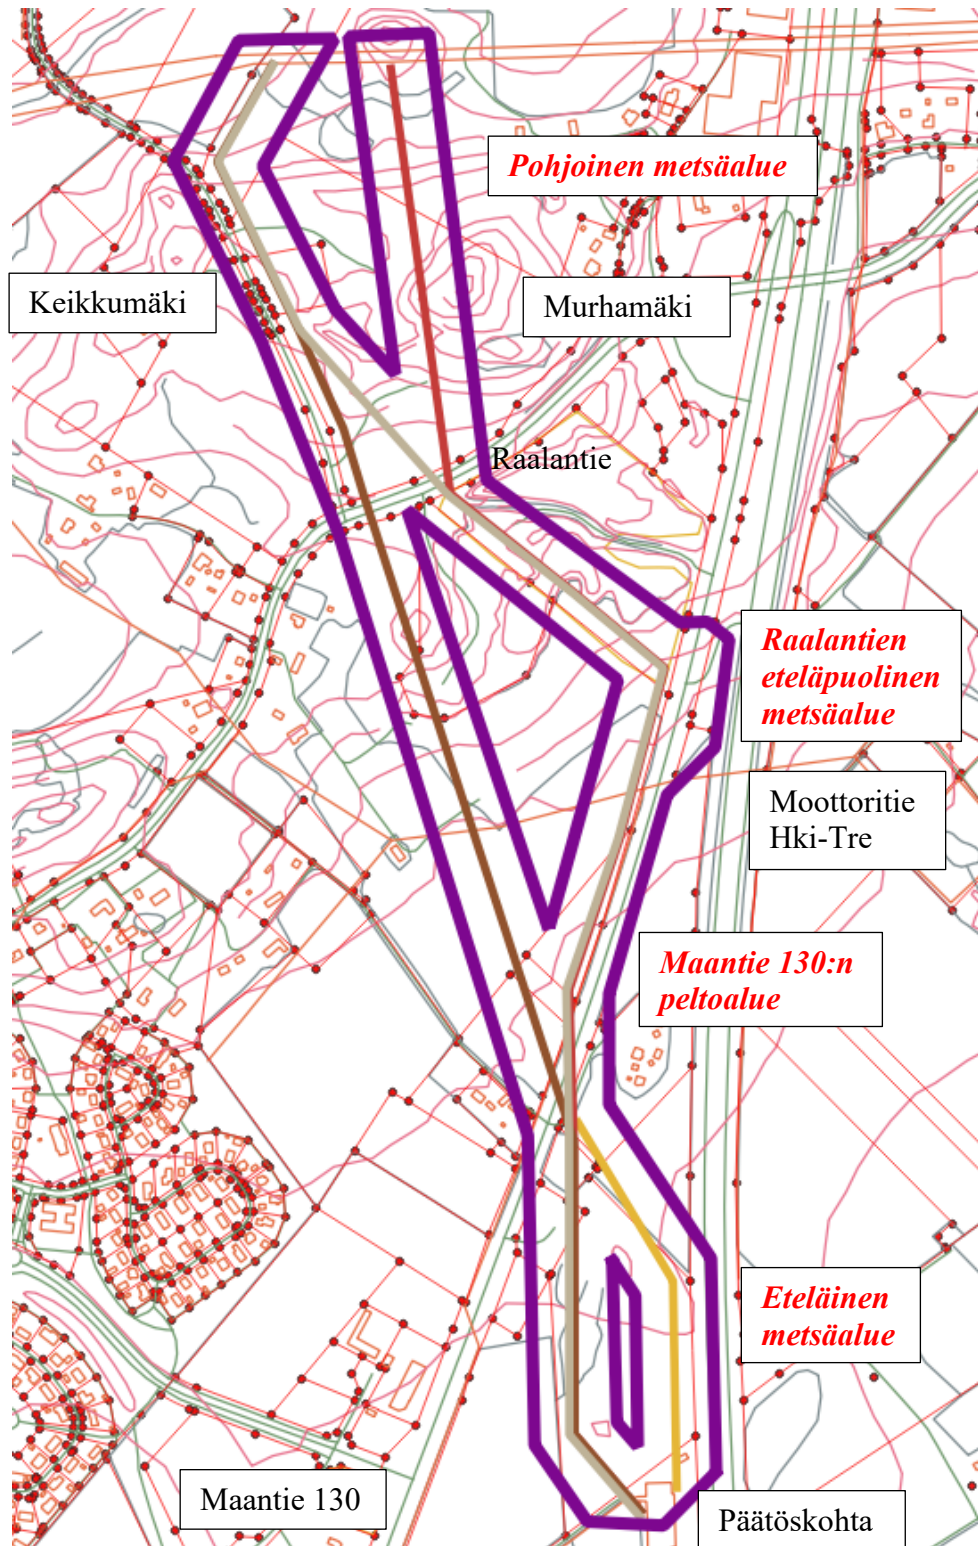 Pohjoinen metsäalue
Keikkumäki
Murhamäki
Raalantie
Raalantien
eteläpuolinen
metsäalue
Moottoritie
Hki-Tre
Maantie 130:n
peltoalue
Eteläinen
metsäalue
Maantie 130
Päätöskohta